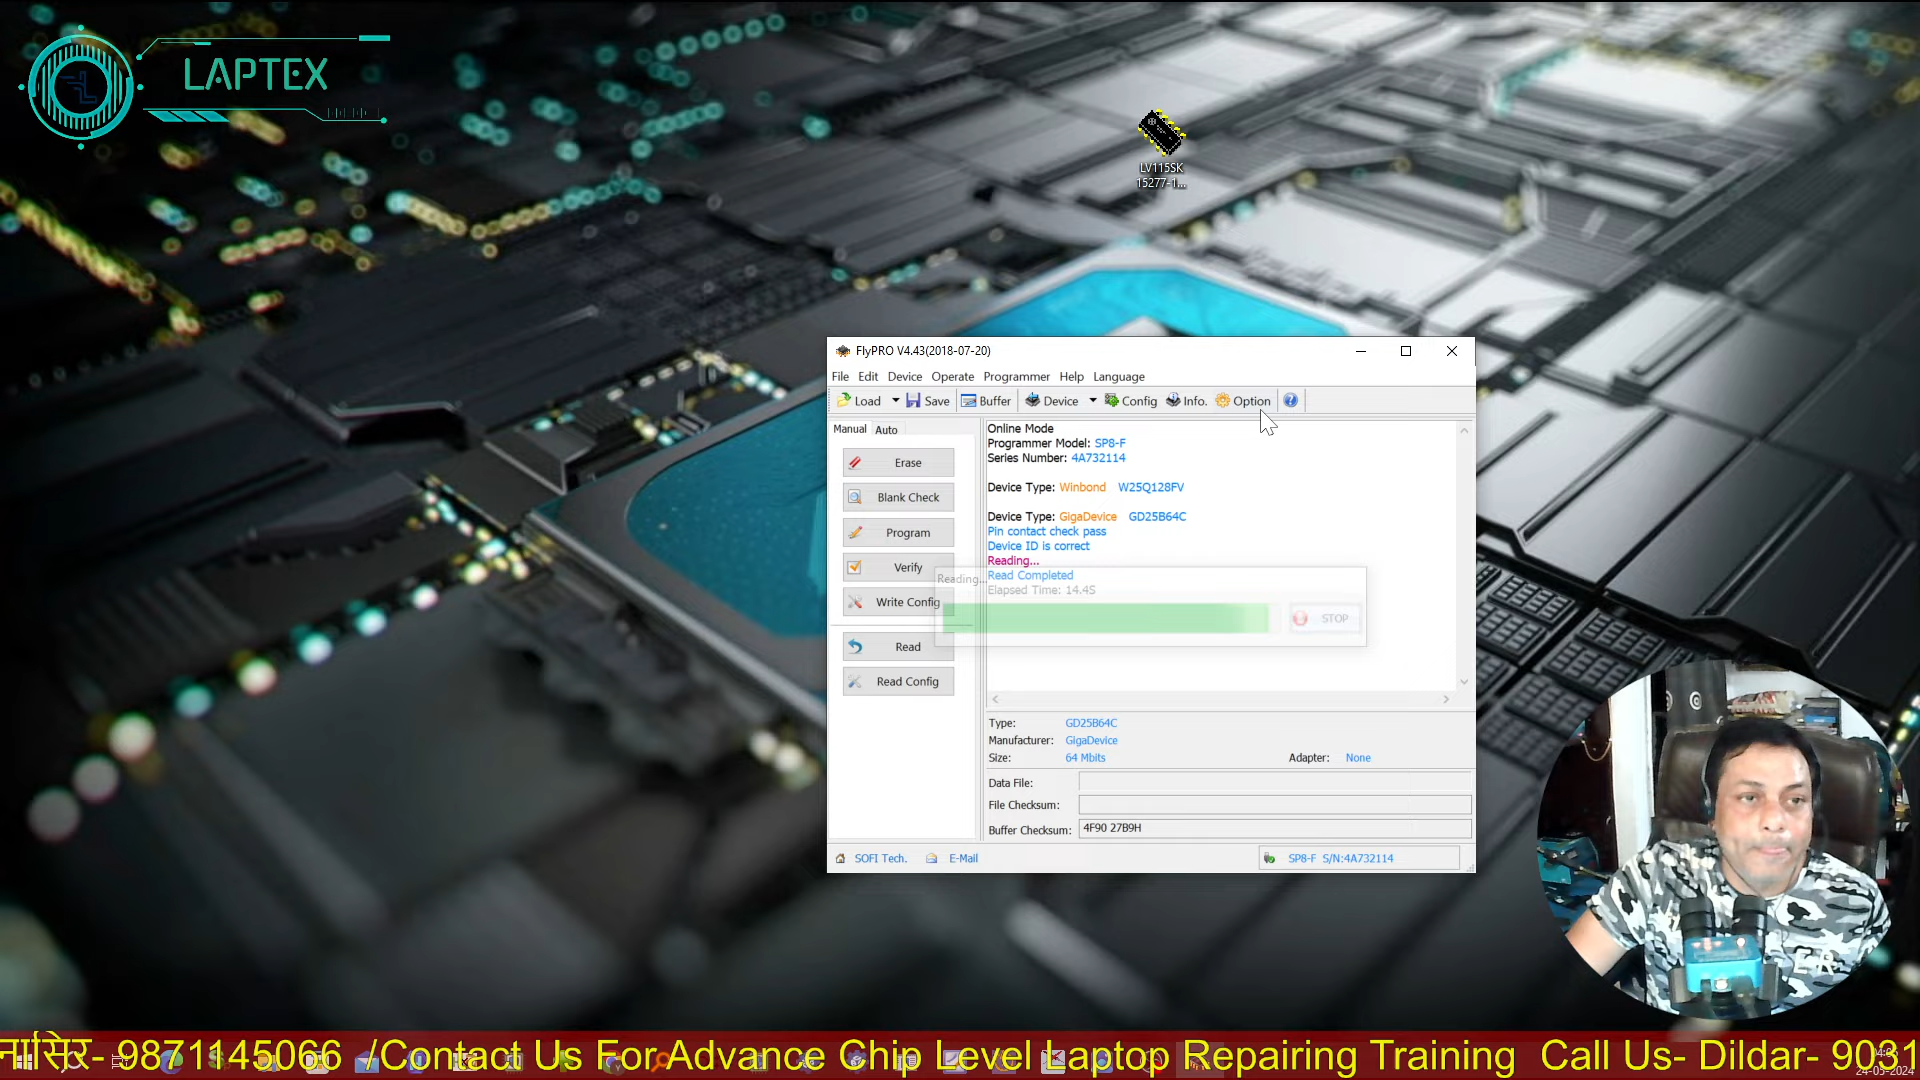 LAPTEX
LV115SK
15277-1...
FlyPRO V4.43(2018-07-20)
File Edit Device Operate Programmer Help Language
Load Save Buffer Device Config Info. Option
Manual Auto
Erase
Blank Check
Program
Verify
Write Config
Read
Read Config
Online Mode
Programmer Model: SP8-F
Series Number: 4A732114
Device Type: Winbond W25Q128FV
Device Type: GigaDevice GD25B64C
Pin contact check pass
Device ID is correct
Reading...
Reading...
Read Completed
Elapsed Time: 14.4S
STOP
Type: GD25B64C
Manufacturer: GigaDevice
Size: 64 Mbits Adapter: None
Data File:
File Checksum:
Buffer Checksum: 4F90 27B9H
SOFI Tech. E-Mail SP8-F S/N:4A732114
नासिर- 9871145066 /Contact Us For Advance Chip Level Laptop Repairing Training Call Us- Dildar- 9031
24-05-2024